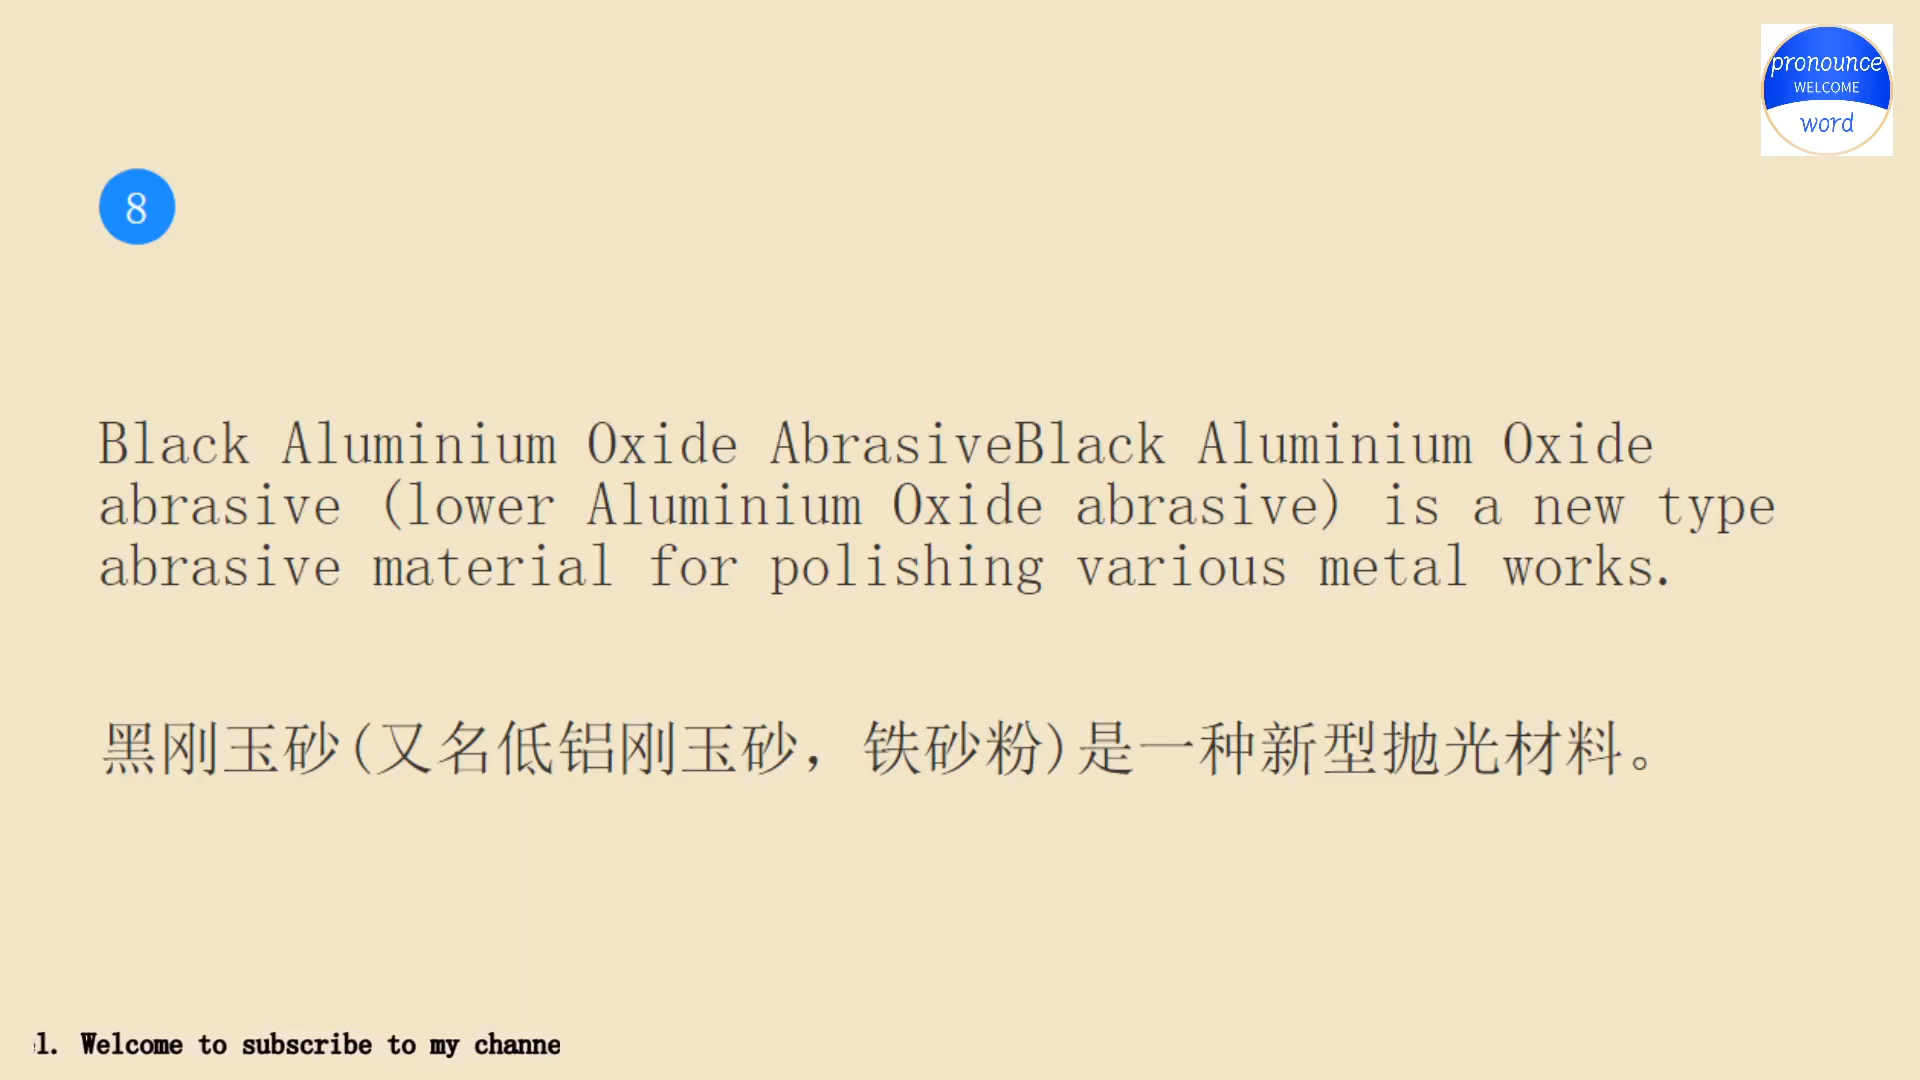 pronounce
WELCOME
word
8
Black Aluminium Oxide AbrasiveBlack Aluminium Oxide
abrasive (lower Aluminium Oxide abrasive) is a new type
abrasive material for polishing various metal works.
黑刚玉砂(又名低铝刚玉砂，铁砂粉)是一种新型抛光材料。
l. Welcome to subscribe to my channe